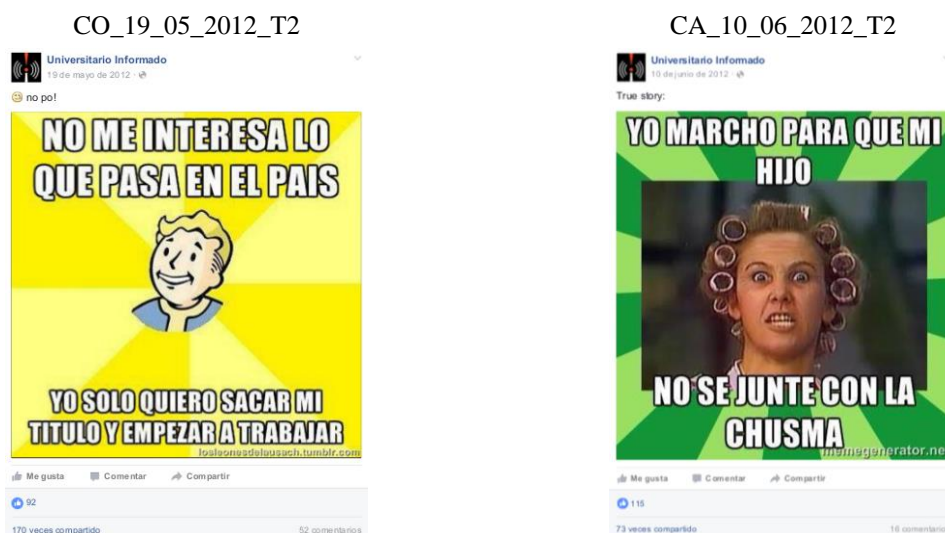 CO_19_05_2012_T2
Universitario Informado
19 de mayo de 2012
no po!
NO ME INTERESA LO
QUE PASA EN EL PAIS
YO SOLO QUIERO SACAR MI
TITULO Y EMPEZAR A TRABAJAR
losleonesdelausach.tumblr.com
Me gusta Comentar Compartir
92
170 veces compartido 52 comentarios
CA_10_06_2012_T2
Universitario Informado
10 de junio de 2012
True story:
YO MARCHO PARA QUE MI
HIJO
NO SE JUNTE CON LA
CHUSMA
memegenerator.ne
Me gusta Comentar Compartir
115
73 veces compartido 16 comentario